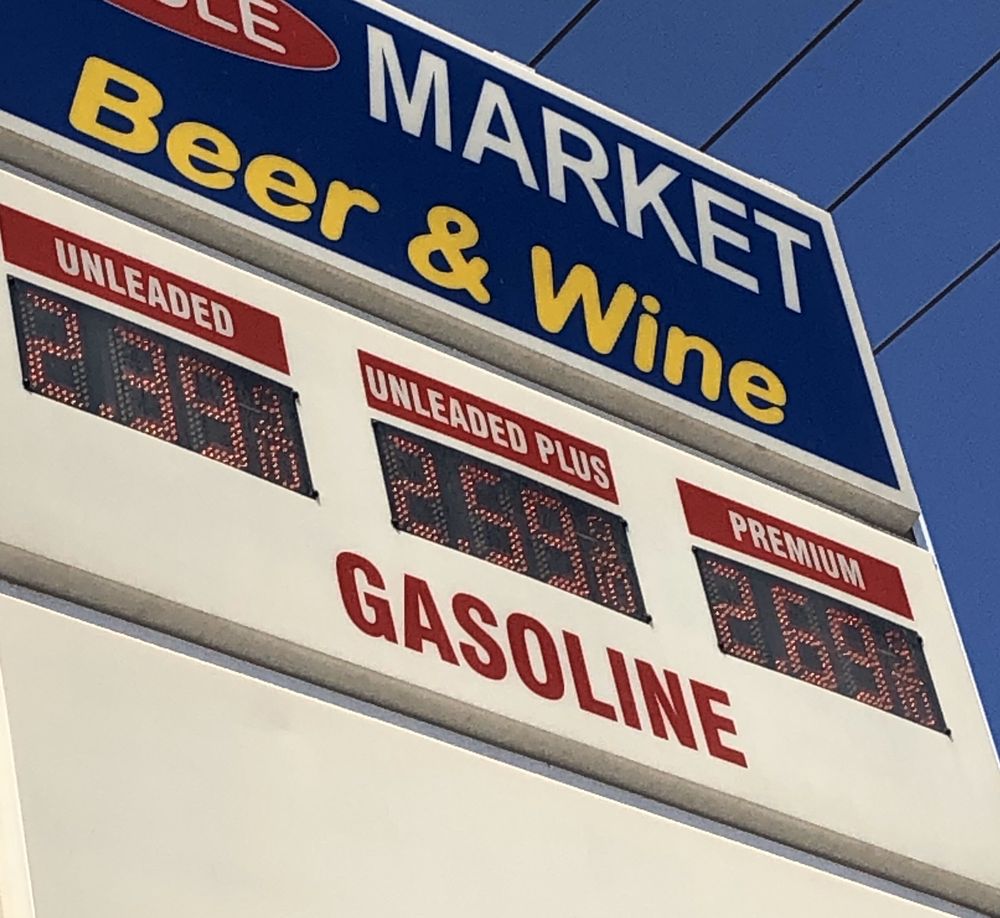 MARKET
Beer & Wine
UNLEADED
2.39 9/10
UNLEADED PLUS
2.59 9/10
PREMIUM
2.69 9/10
GASOLINE